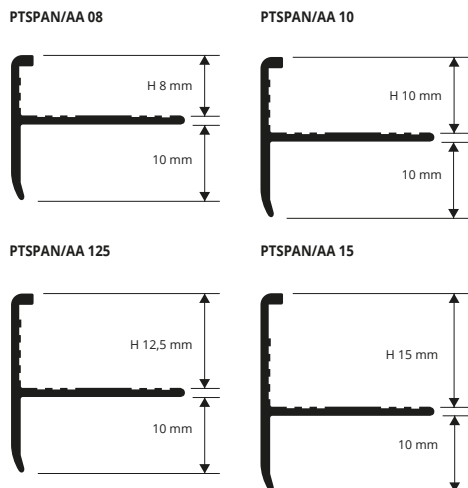 PTSPAN/AA 08
H 8 mm
10 mm
PTSPAN/AA 10
H 10 mm
10 mm
PTSPAN/AA 125
H 12,5 mm
10 mm
PTSPAN/AA 15
H 15 mm
10 mm